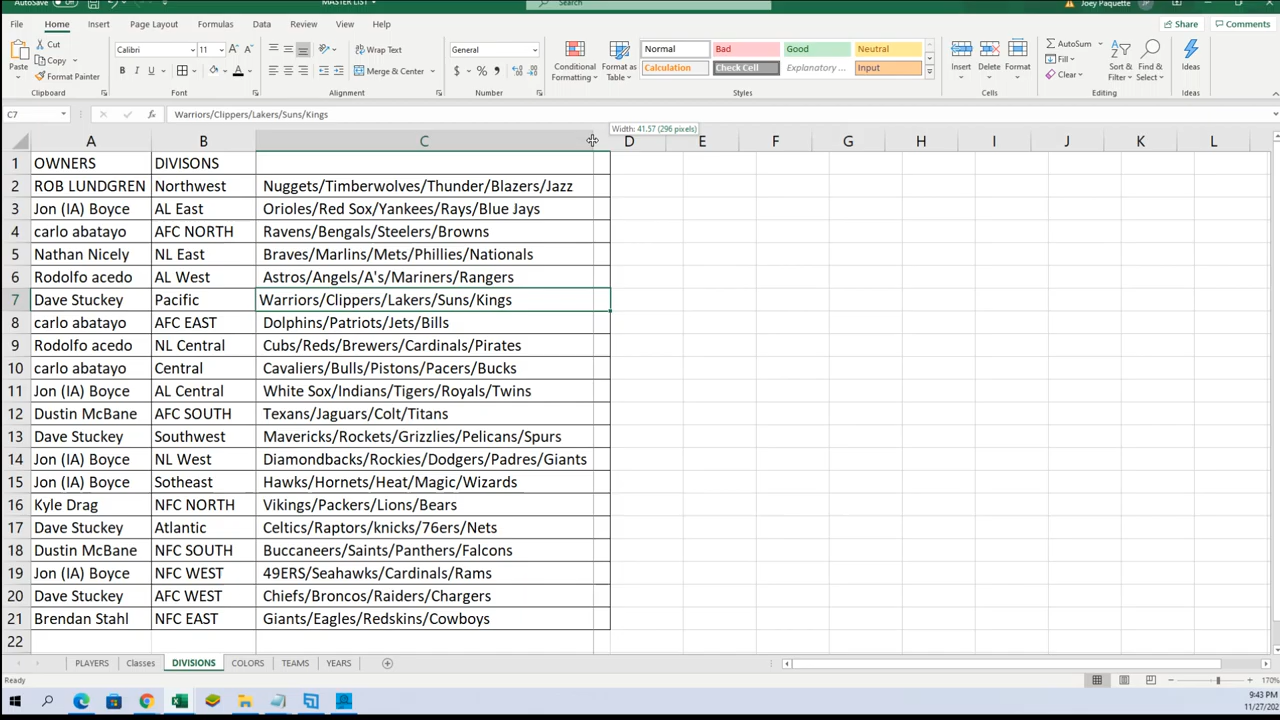 AutoSave
MASTER LIST
Search
Joey Paquette JP
File Home Insert Page Layout Formulas Data Review View Help
Share Comments
Cut
Copy
Format Painter
Paste
Clipboard
Calibri 11
B I U
Font
Wrap Text
Merge & Center
Alignment
General
$ % ,
Number
Conditional Formatting
Format as Table
Normal Bad Good Neutral
Calculation Check Cell Explanatory ... Input
Styles
Insert Delete Format
Cells
AutoSum
Fill
Clear
Sort & Filter
Find & Select
Editing
Ideas
Ideas
C7 fx Warriors/Clippers/Lakers/Suns/Kings
Width: 41.57 (296 pixels)
A B C D E F G H I J K L
1 OWNERS DIVISONS
2 ROB LUNDGREN Northwest Nuggets/Timberwolves/Thunder/Blazers/Jazz
3 Jon (IA) Boyce AL East Orioles/Red Sox/Yankees/Rays/Blue Jays
4 carlo abatayo AFC NORTH Ravens/Bengals/Steelers/Browns
5 Nathan Nicely NL East Braves/Marlins/Mets/Phillies/Nationals
6 Rodolfo acedo AL West Astros/Angels/A's/Mariners/Rangers
7 Dave Stuckey Pacific Warriors/Clippers/Lakers/Suns/Kings
8 carlo abatayo AFC EAST Dolphins/Patriots/Jets/Bills
9 Rodolfo acedo NL Central Cubs/Reds/Brewers/Cardinals/Pirates
10 carlo abatayo Central Cavaliers/Bulls/Pistons/Pacers/Bucks
11 Jon (IA) Boyce AL Central White Sox/Indians/Tigers/Royals/Twins
12 Dustin McBane AFC SOUTH Texans/Jaguars/Colt/Titans
13 Dave Stuckey Southwest Mavericks/Rockets/Grizzlies/Pelicans/Spurs
14 Jon (IA) Boyce NL West Diamondbacks/Rockies/Dodgers/Padres/Giants
15 Jon (IA) Boyce Sotheast Hawks/Hornets/Heat/Magic/Wizards
16 Kyle Drag NFC NORTH Vikings/Packers/Lions/Bears
17 Dave Stuckey Atlantic Celtics/Raptors/knicks/76ers/Nets
18 Dustin McBane NFC SOUTH Buccaneers/Saints/Panthers/Falcons
19 Jon (IA) Boyce NFC WEST 49ERS/Seahawks/Cardinals/Rams
20 Dave Stuckey AFC WEST Chiefs/Broncos/Raiders/Chargers
21 Brendan Stahl NFC EAST Giants/Eagles/Redskins/Cowboys
22
PLAYERS Classes DIVISIONS COLORS TEAMS YEARS
Ready
170%
9:43 PM
11/27/202